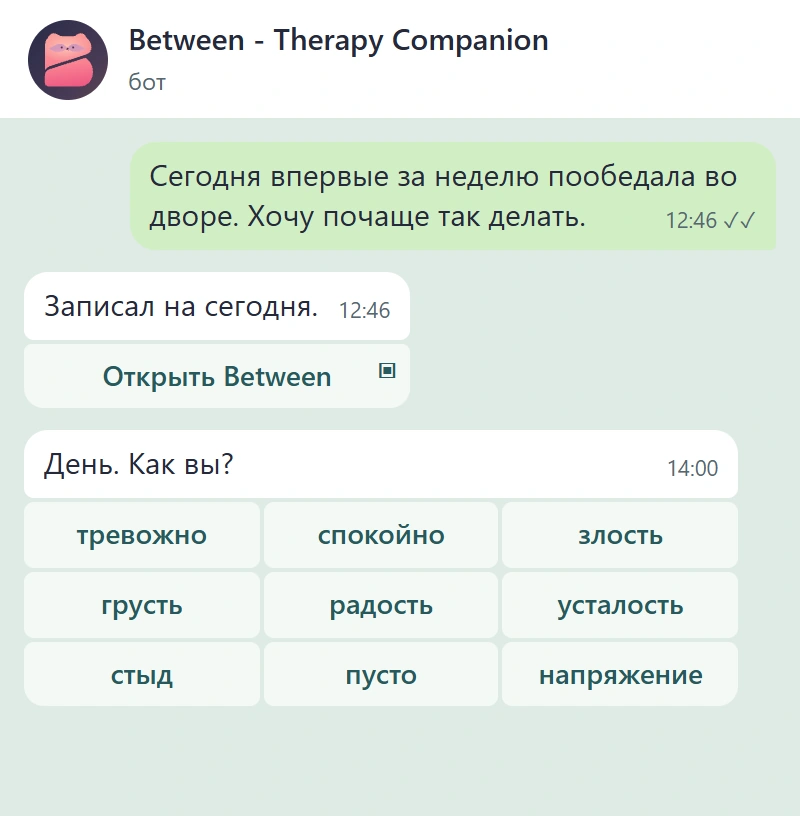 Between - Therapy Companion
бот
Сегодня впервые за неделю пообедала во
дворе. Хочу почаще так делать. 12:46 ✓✓
Записал на сегодня. 12:46
Открыть Between
День. Как вы? 14:00
тревожно спокойно злость
грусть радость усталость
стыд пусто напряжение